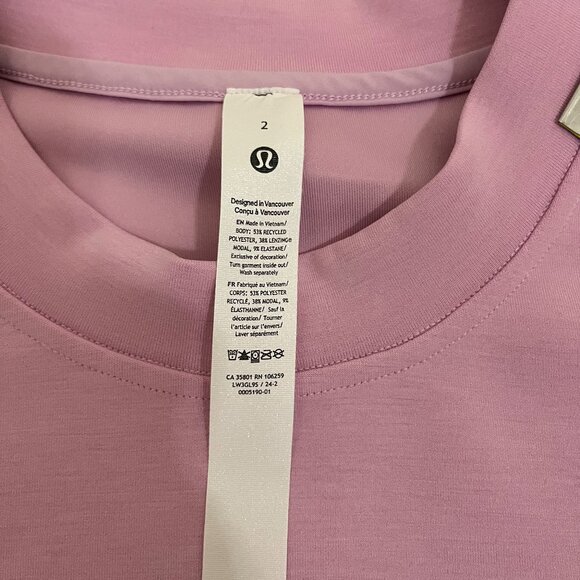 2
Designed in Vancouver
Conçu à Vancouver
EN Made in Vietnam/
BODY: 53% RECYCLED
POLYESTER, 38% LENZING®
MODAL, 9% ELASTANE/
Exclusive of decoration/
Turn garment inside out/
Wash separately
FR Fabriqué au Vietnam/
CORPS: 53% POLYESTER
RECYCLÉ, 38% MODAL, 9%
ÉLASTHANNE/ Sauf la
décoration/ Tourner
l'article sur l'envers/
Laver séparément
CA 35801 RN 106259
LW3GL9S / 24-2
0005190-01